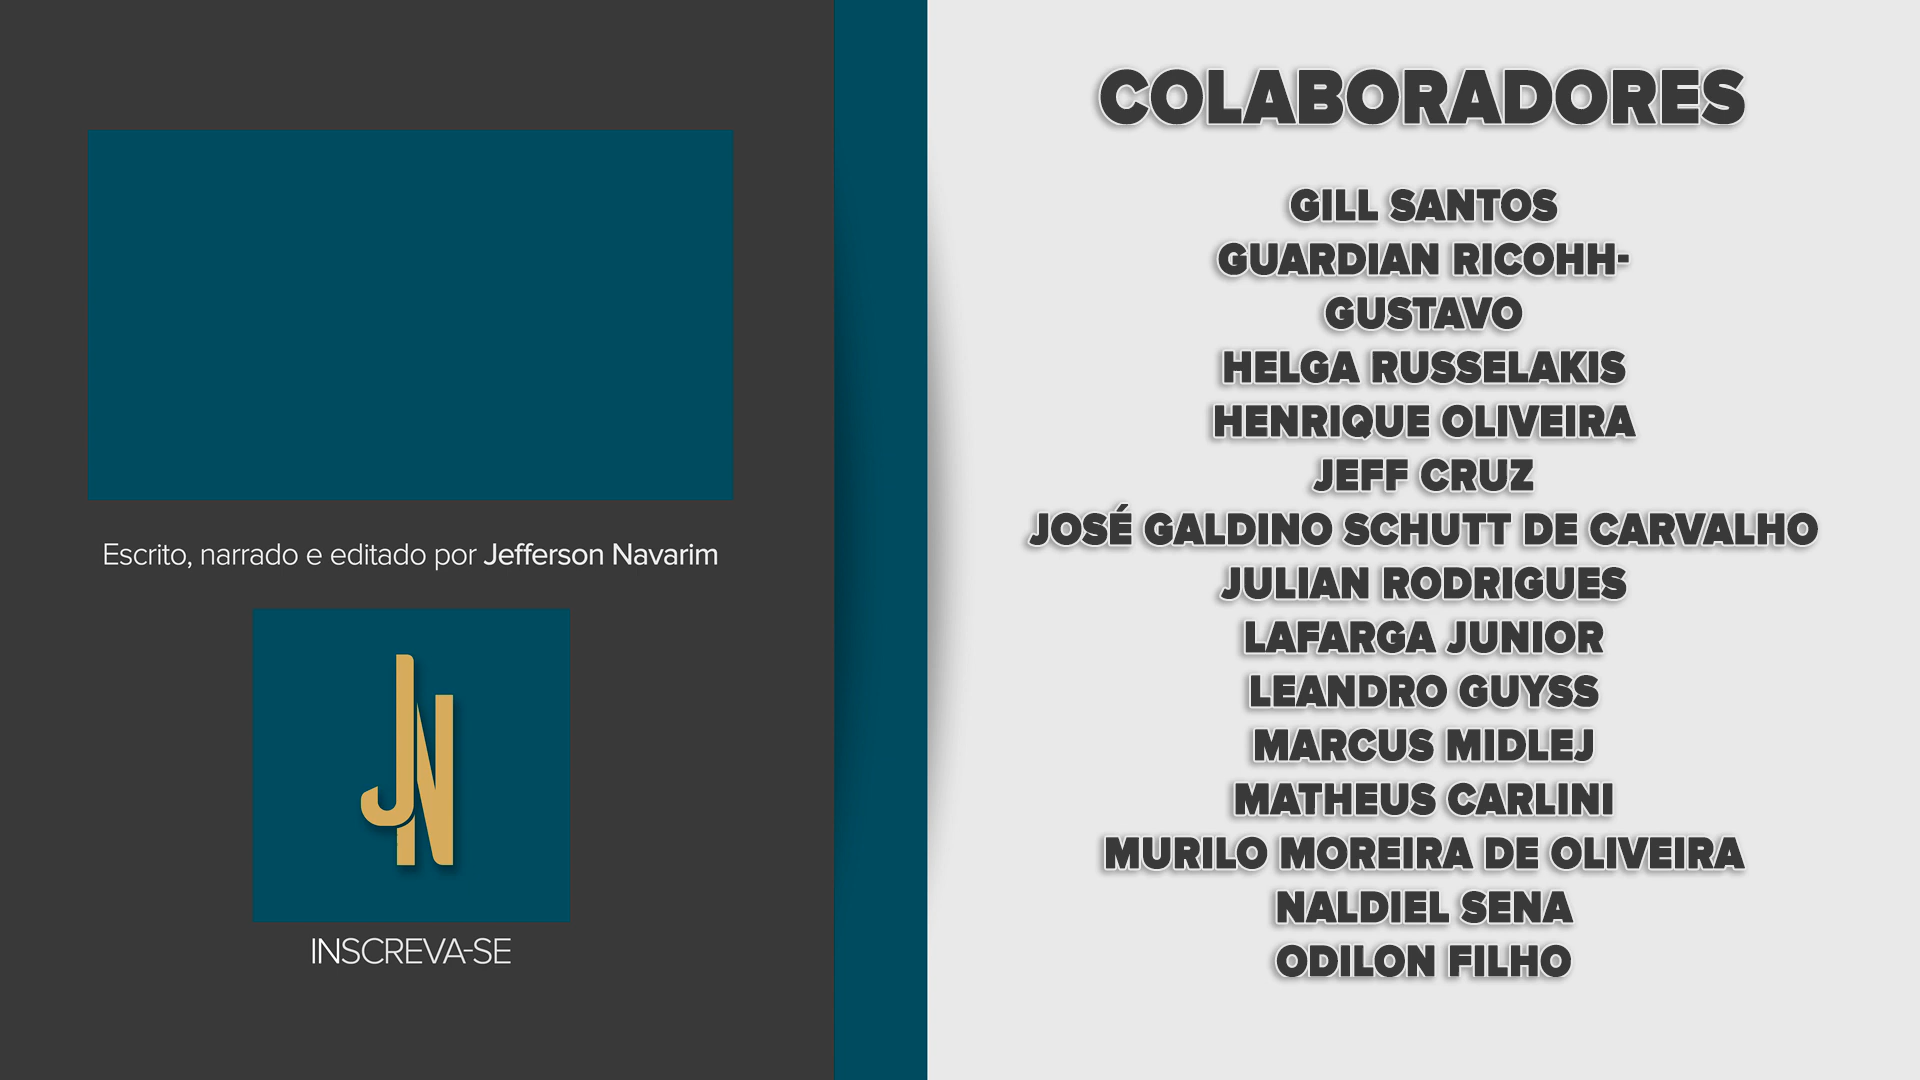 Escrito, narrado e editado por Jefferson Navarim
JN
INSCREVA-SE
COLABORADORES
GILL SANTOS
GUARDIAN RICOHH-
GUSTAVO
HELGA RUSSELAKIS
HENRIQUE OLIVEIRA
JEFF CRUZ
JOSÉ GALDINO SCHUTT DE CARVALHO
JULIAN RODRIGUES
LAFARGA JUNIOR
LEANDRO GUYSS
MARCUS MIDLEJ
MATHEUS CARLINI
MURILO MOREIRA DE OLIVEIRA
NALDIEL SENA
ODILON FILHO